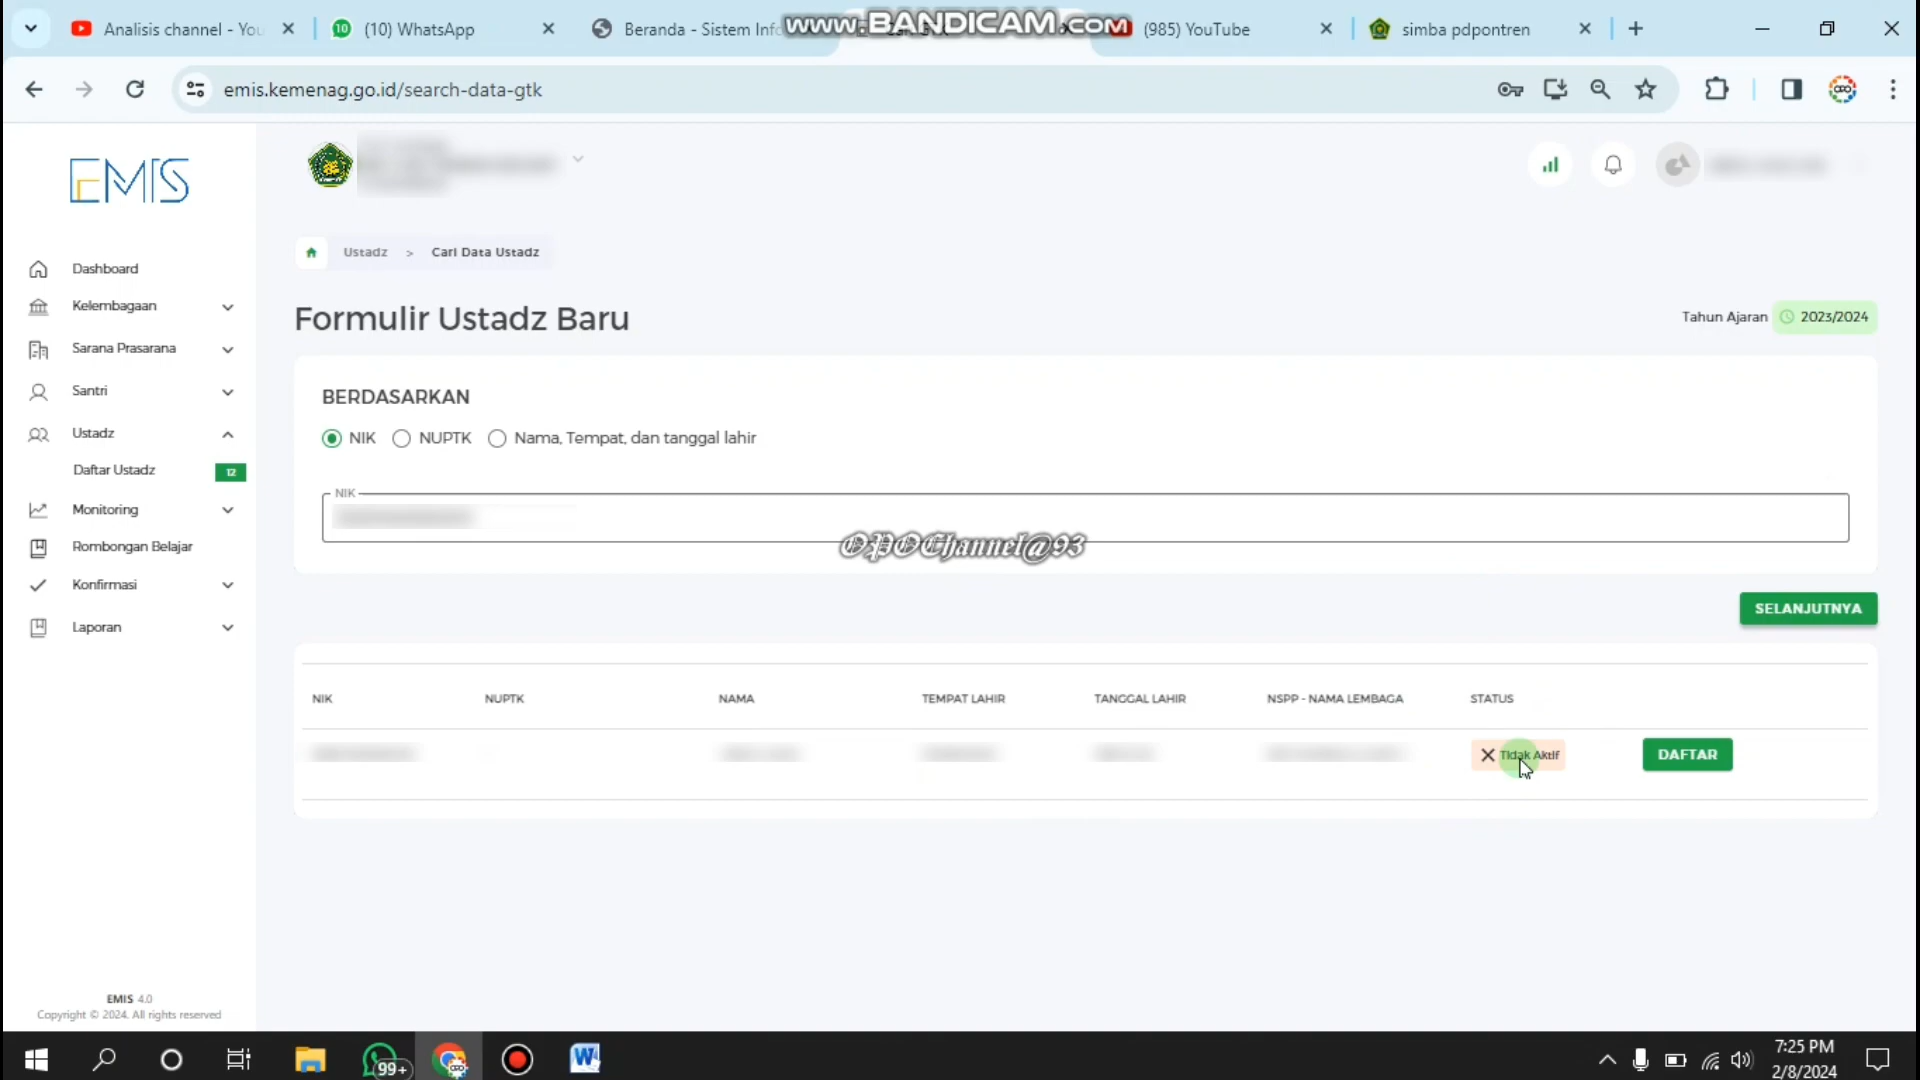 Analisis channel - You
10
(10) WhatsApp
Beranda - Sistem Info
www.BANDICAM.com
(985) YouTube
simba pdpontren
emis.kemenag.go.id/search-data-gtk
EMIS
Ustadz > Cari Data Ustadz
Dashboard
Kelembagaan
Sarana Prasarana
Santri
Ustadz
Daftar Ustadz 12
Monitoring
Rombongan Belajar
Konfirmasi
Laporan
Formulir Ustadz Baru
Tahun Ajaran 2023/2024
BERDASARKAN
NIK NUPTK Nama, Tempat, dan tanggal lahir
NIK
OPOChannel@93
SELANJUTNYA
NIK NUPTK NAMA TEMPAT LAHIR TANGGAL LAHIR NSPP - NAMA LEMBAGA STATUS
Tidak Aktif DAFTAR
EMIS 4.0
Copyright © 2024. All rights reserved
99+
7:25 PM
2/8/2024